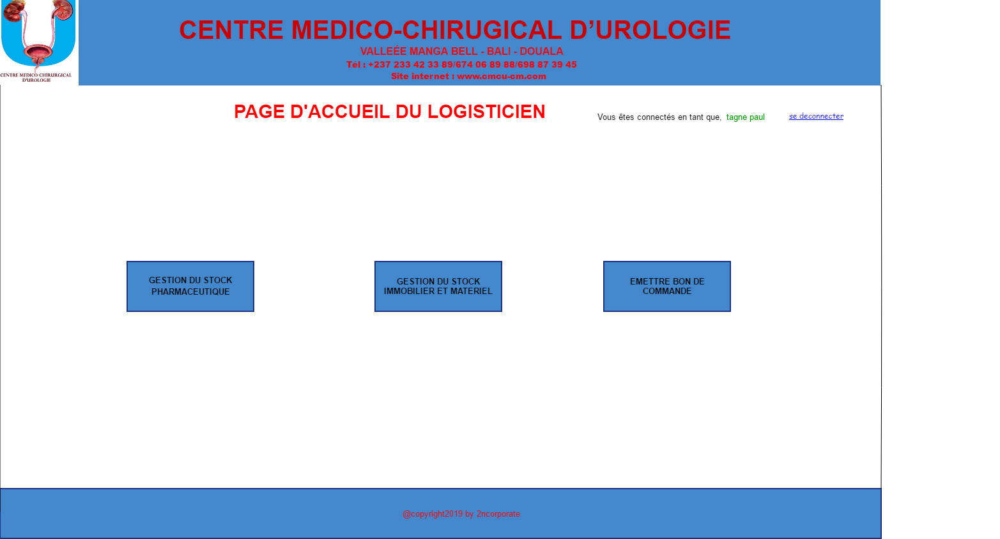 CENTRE MEDICO-CHIRUGICAL D’UROLOGIE
VALLEÉE MANGA BELL - BALI - DOUALA
Tél : +237 233 42 33 89/674 06 89 88/698 87 39 45
Site internet : www.cmcu-cm.com
CENTRE MEDICO-CHIRURGICAL
D'UROLOGIE
PAGE D'ACCUEIL DU LOGISTICIEN
Vous êtes connectés en tant que, tagne paul
se deconnecter
GESTION DU STOCK
PHARMACEUTIQUE
GESTION DU STOCK
IMMOBILIER ET MATERIEL
EMETTRE BON DE
COMMANDE
@copyright2019 by 2ncorporate